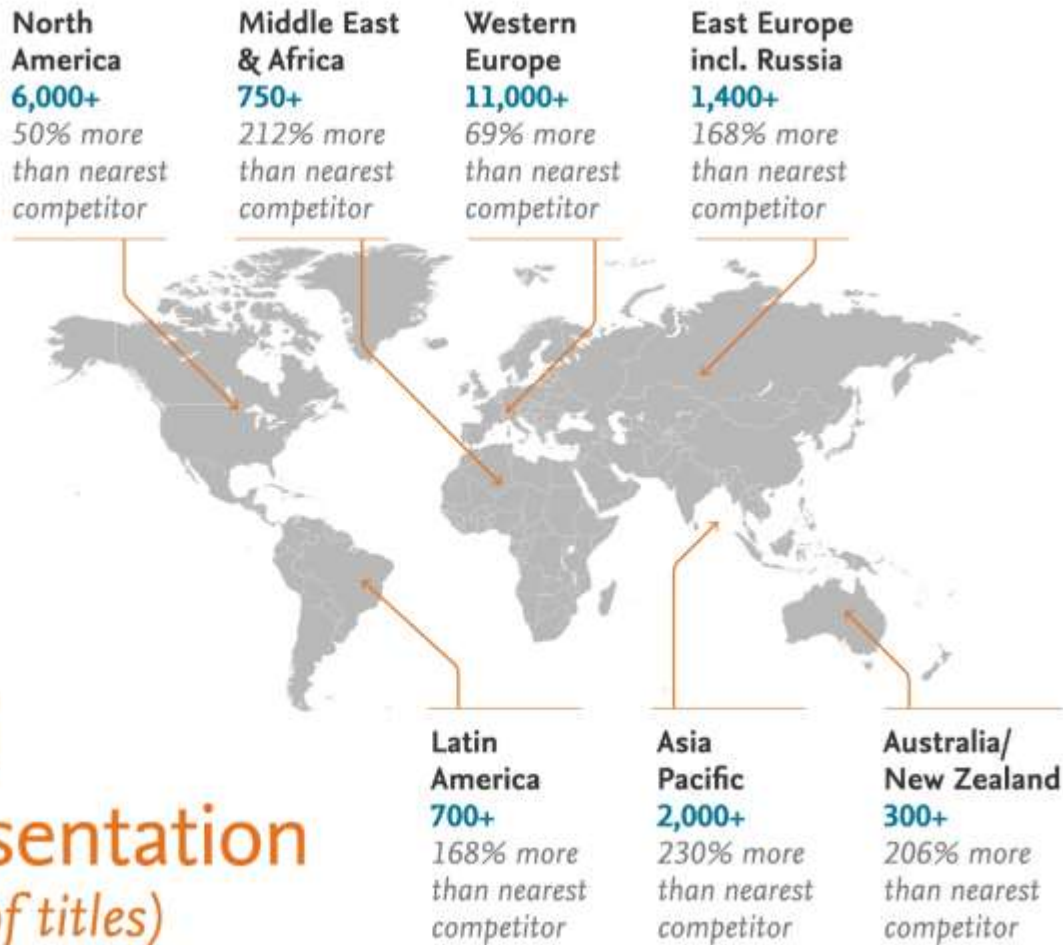 North
America
6,000+
50% more
than nearest
competitor
Middle East
& Africa
750+
212% more
than nearest
competitor
Western
Europe
11,000+
69% more
than nearest
competitor
East Europe
incl. Russia
1,400+
168% more
than nearest
competitor
Latin
America
700+
168% more
than nearest
competitor
Asia
Pacific
2,000+
230% more
than nearest
competitor
Australia/
New Zealand
300+
206% more
than nearest
competitor
sentation
of titles)